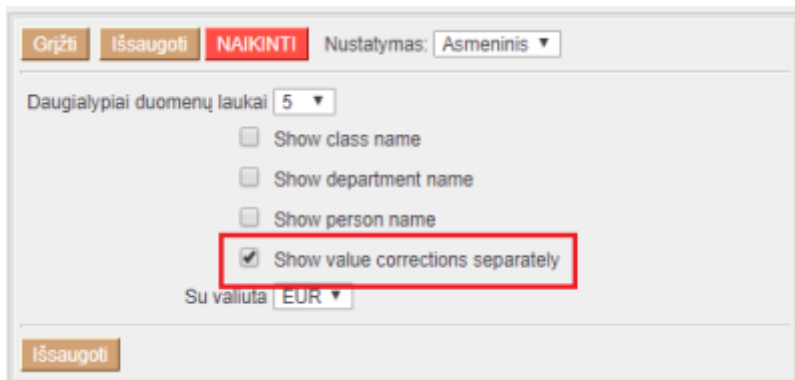 Grįžti Išsaugoti NAIKINTI Nustatymas: Asmeninis
Daugialypiai duomenų laukai 5
Show class name
Show department name
Show person name
Show value corrections separately
Su valiuta EUR
Išsaugoti